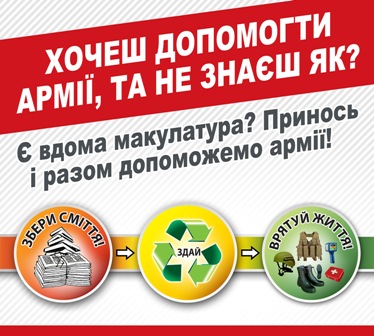 ХОЧЕШ ДОПОМОГТИ
АРМІЇ, ТА НЕ ЗНАЄШ ЯК?
Є вдома макулатура? Принось
і разом допоможемо армії!
ЗБЕРИ СМІТТЯ!
ЗДАЙ
ВРЯТУЙ ЖИТТЯ!